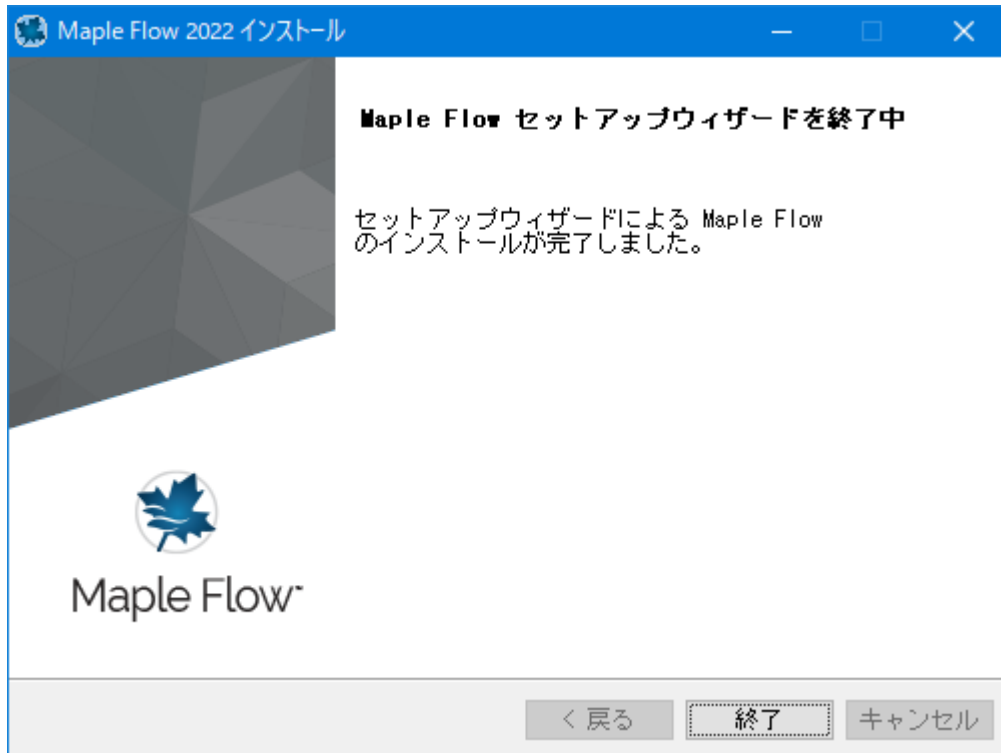 Maple Flow 2022 インストール
Maple Flow セットアップウィザードを終了中
セットアップウィザードによる Maple Flow
のインストールが完了しました。
Maple Flow™
< 戻る
終了
キャンセル